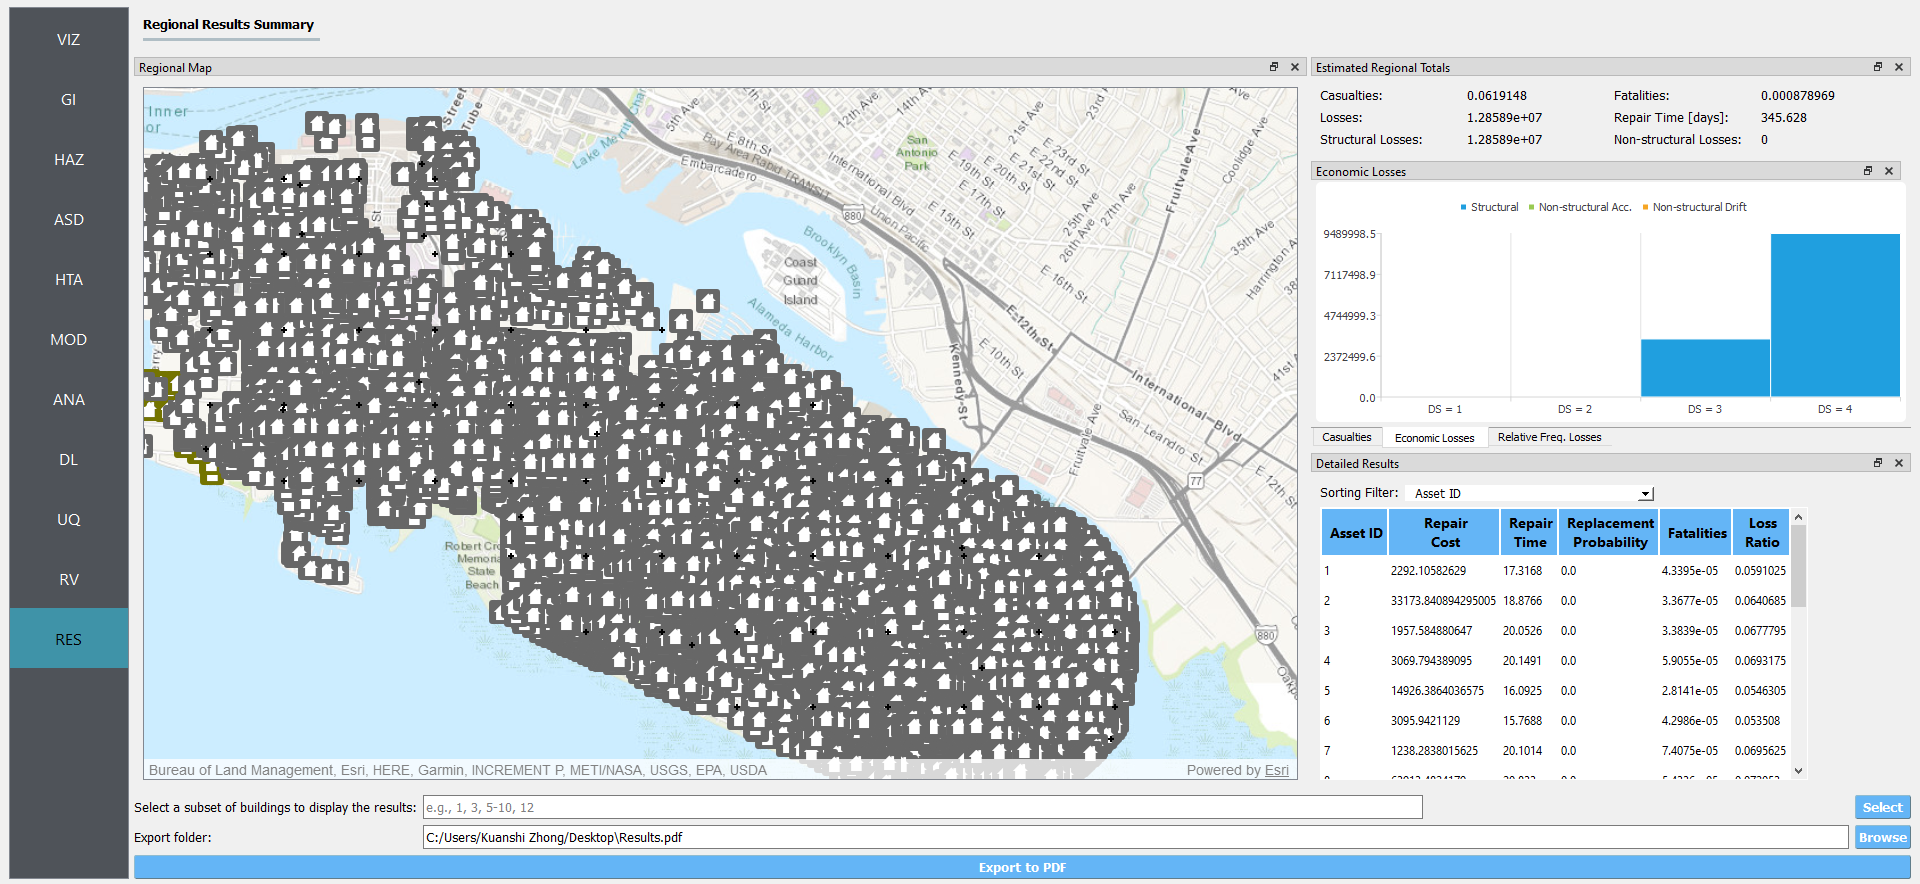 VIZ
GI
HAZ
ASD
HTA
MOD
ANA
DL
UQ
RV
RES
Regional Results Summary
Regional Map
Inner
Street
Tube
Lake Merritt
5th Ave
E 8th St
12th Ave
14th Ave
Bay Area Rapid TRANSIT
Embarcadero
San
Antonio
Park
International Blvd
E 19th St
E 20th St
E 21st St
E 22nd St
E 23rd St
21st Ave
23rd
Fruitvale Ave
Coolidge Ave
E 17th St
E 15th St
25th Ave
26th Ave
27th Ave
880
Union Pacific
Brooklyn Basin
Coast
Guard
Island
E 16th St
35th Ave
Harrington Av
38
Alameda Harbor
E 12th St
E 10th St
Kennedy St
International Blvd
41st
San Leandro St
Fruitvale Ave
77
E 12th St
St
Robert Cro
Memoria
State
Beach
880
Bureau of Land Management, Esri, HERE, Garmin, INCREMENT P, METI/NASA, USGS, EPA, USDA
Powered by Esri
Estimated Regional Totals
Casualties: 0.0619148 Fatalities: 0.000878969
Losses: 1.28589e+07 Repair Time [days]: 345.628
Structural Losses: 1.28589e+07 Non-structural Losses: 0
Economic Losses
Structural Non-structural Acc. Non-structural Drift
9489998.5
7117498.9
4744999.3
2372499.6
0.0
DS = 1 DS = 2 DS = 3 DS = 4
Casualties Economic Losses Relative Freq. Losses
Detailed Results
Sorting Filter: Asset ID
Asset ID Repair Cost Repair Time Replacement Probability Fatalities Loss Ratio
1 2292.10582629 17.3168 0.0 4.3395e-05 0.0591025
2 33173.840894295005 18.8766 0.0 3.3677e-05 0.0640685
3 1957.584880647 20.0526 0.0 3.3839e-05 0.0677795
4 3069.794389095 20.1491 0.0 5.9055e-05 0.0693175
5 14926.3864036575 16.0925 0.0 2.8141e-05 0.0546305
6 3095.9421129 15.7688 0.0 4.2986e-05 0.053508
7 1238.2838015625 20.1014 0.0 7.4075e-05 0.0695625
Select a subset of buildings to display the results: e.g., 1, 3, 5-10, 12
Select
Export folder: C:/Users/Kuanshi Zhong/Desktop\Results.pdf
Browse
Export to PDF